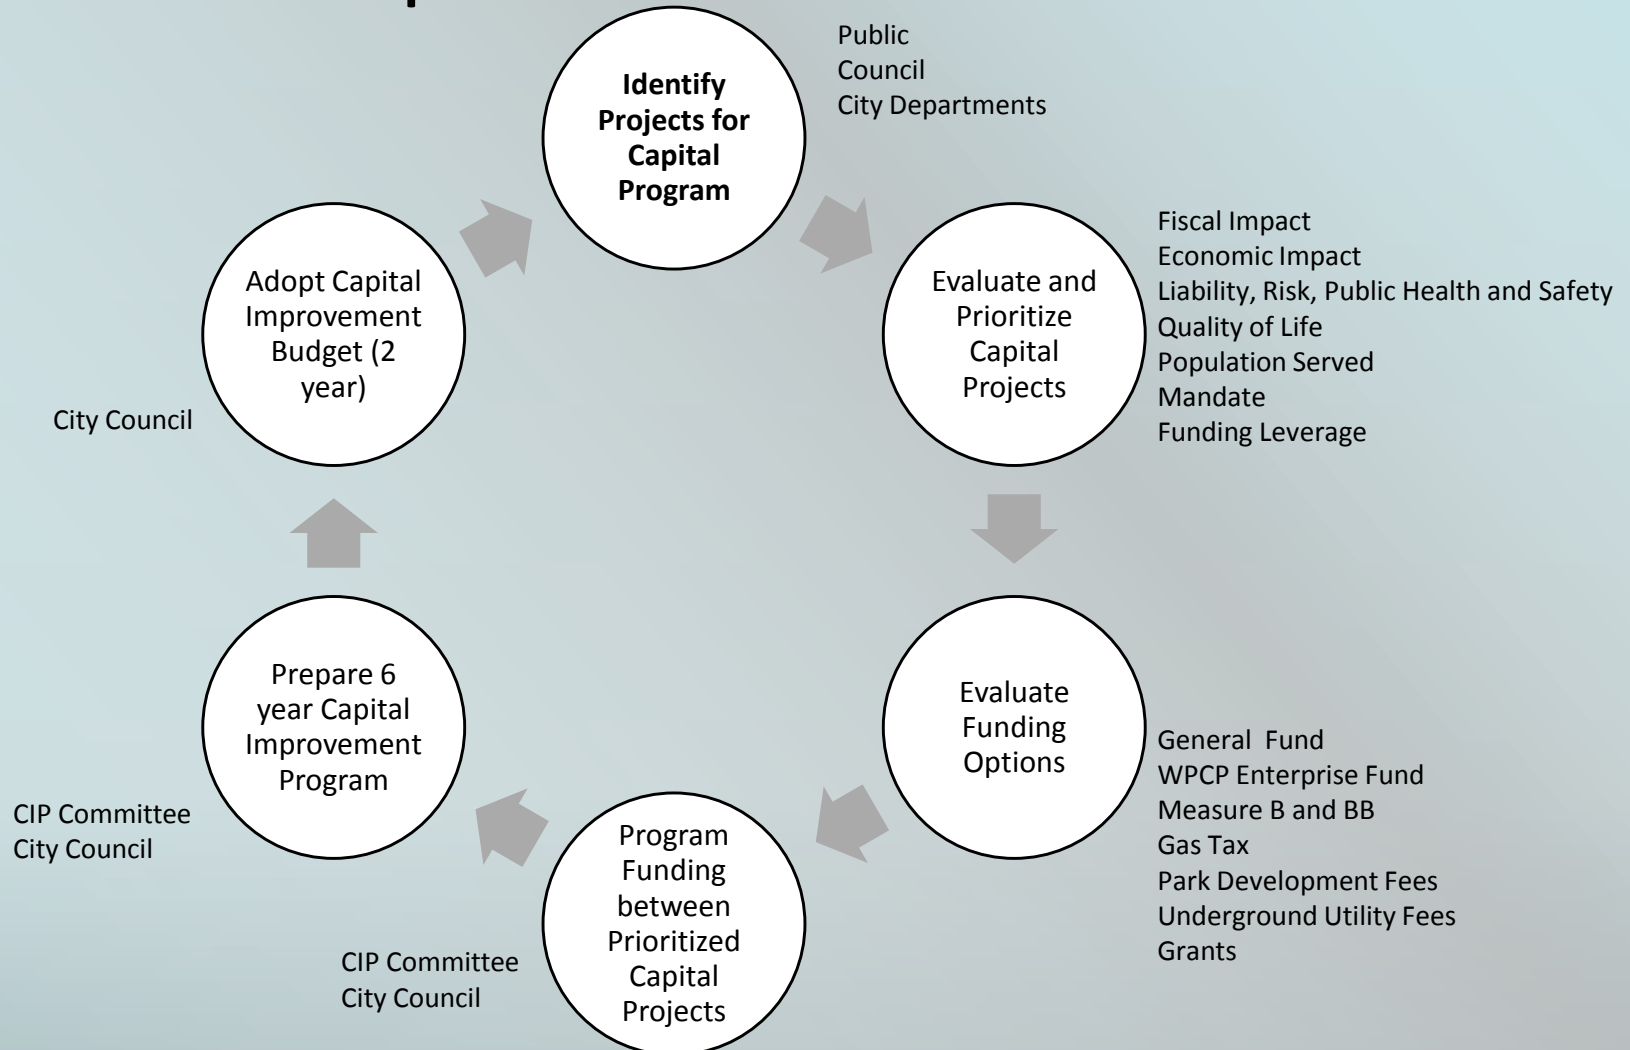 Identify
Projects for
Capital
Program
Public
Council
City Departments
Evaluate and
Prioritize
Capital
Projects
Fiscal Impact
Economic Impact
Liability, Risk, Public Health and Safety
Quality of Life
Population Served
Mandate
Funding Leverage
Evaluate
Funding
Options
General  Fund
WPCP Enterprise Fund
Measure B and BB
Gas Tax
Park Development Fees
Underground Utility Fees
Grants
Program
Funding
between
Prioritized
Capital
Projects
CIP Committee
City Council
Prepare 6
year Capital
Improvement
Program
CIP Committee
City Council
Adopt Capital
Improvement
Budget (2
year)
City Council